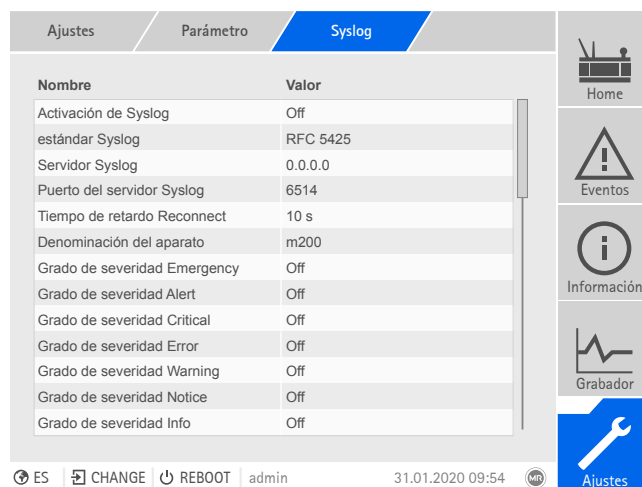 Ajustes Parámetro Syslog
Nombre Valor
Activación de Syslog Off
estándar Syslog RFC 5425
Servidor Syslog 0.0.0.0
Puerto del servidor Syslog 6514
Tiempo de retardo Reconnect 10 s
Denominación del aparato m200
Grado de severidad Emergency Off
Grado de severidad Alert Off
Grado de severidad Critical Off
Grado de severidad Error Off
Grado de severidad Warning Off
Grado de severidad Notice Off
Grado de severidad Info Off
Home
Eventos
Información
Grabador
Ajustes
ES CHANGE REBOOT admin 31.01.2020 09:54 MR